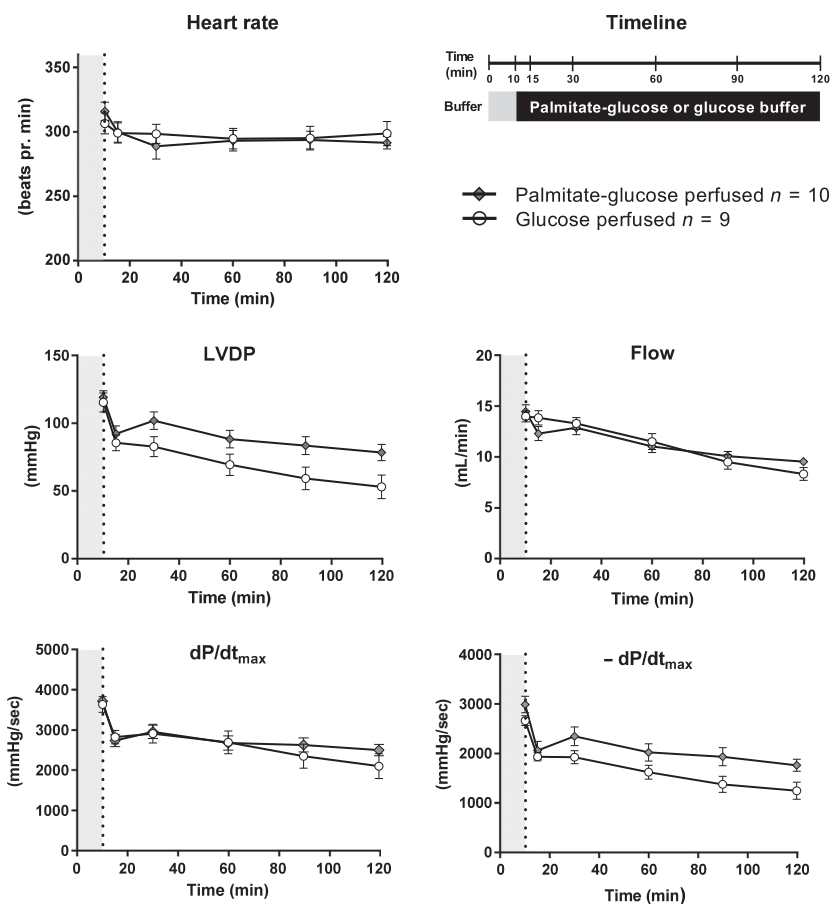 Heart rate
350
300
250
200
(beats pr. min)
0 20 40 60 80 100 120
Time (min)
Timeline
Time
(min)
0 10 15 30 60 90 120
Buffer
Palmitate-glucose or glucose buffer
Palmitate-glucose perfused n = 10
Glucose perfused n = 9
LVDP
150
100
50
0
(mmHg)
0 20 40 60 80 100 120
Time (min)
Flow
20
15
10
5
0
(mL/min)
0 20 40 60 80 100 120
Time (min)
dP/dtmax
5000
4000
3000
2000
1000
0
(mmHg/sec)
0 20 40 60 80 100 120
Time (min)
– dP/dtmax
4000
3000
2000
1000
0
(mmHg/sec)
0 20 40 60 80 100 120
Time (min)